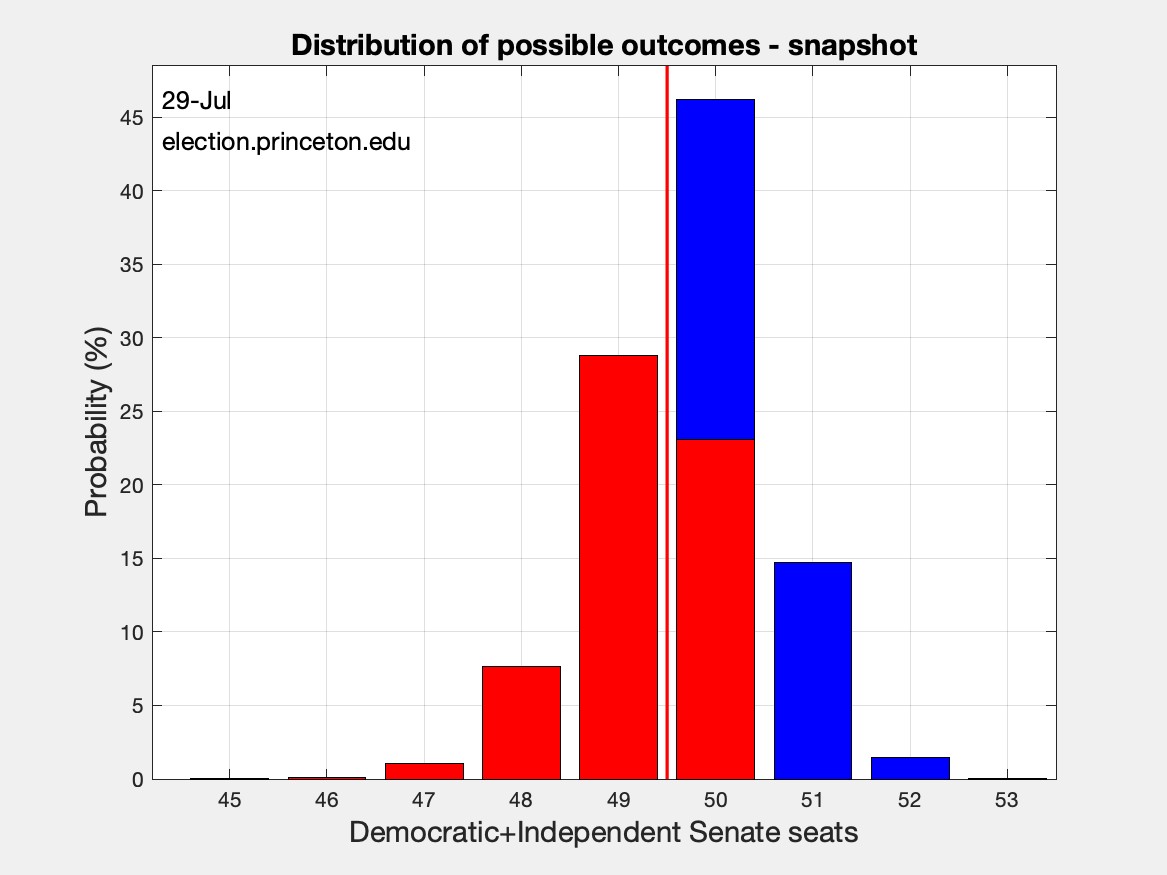 Distribution of possible outcomes - snapshot
29-Jul
election.princeton.edu
45
40
35
30
25
20
15
10
5
0
Probability (%)
45 46 47 48 49 50 51 52 53
Democratic+Independent Senate seats